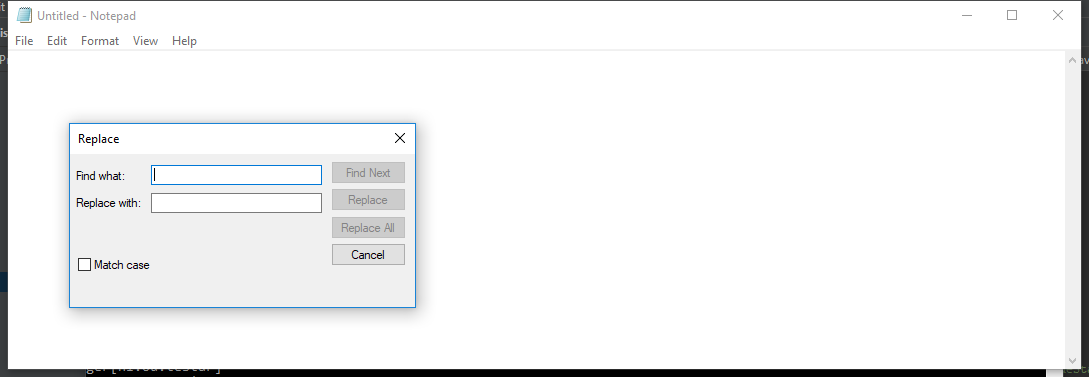 Untitled - Notepad
File Edit Format View Help
Replace
Find what: Find Next
Replace with: Replace
Replace All
Cancel
Match case